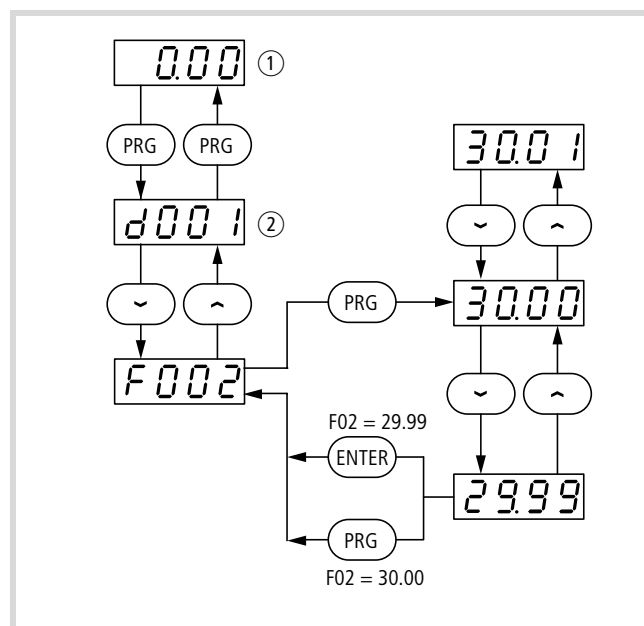 0.00 ①
PRG PRG
d001 ②
F002
PRG
30.01
30.00
29.99
F02 = 29.99
ENTER
PRG
F02 = 30.00